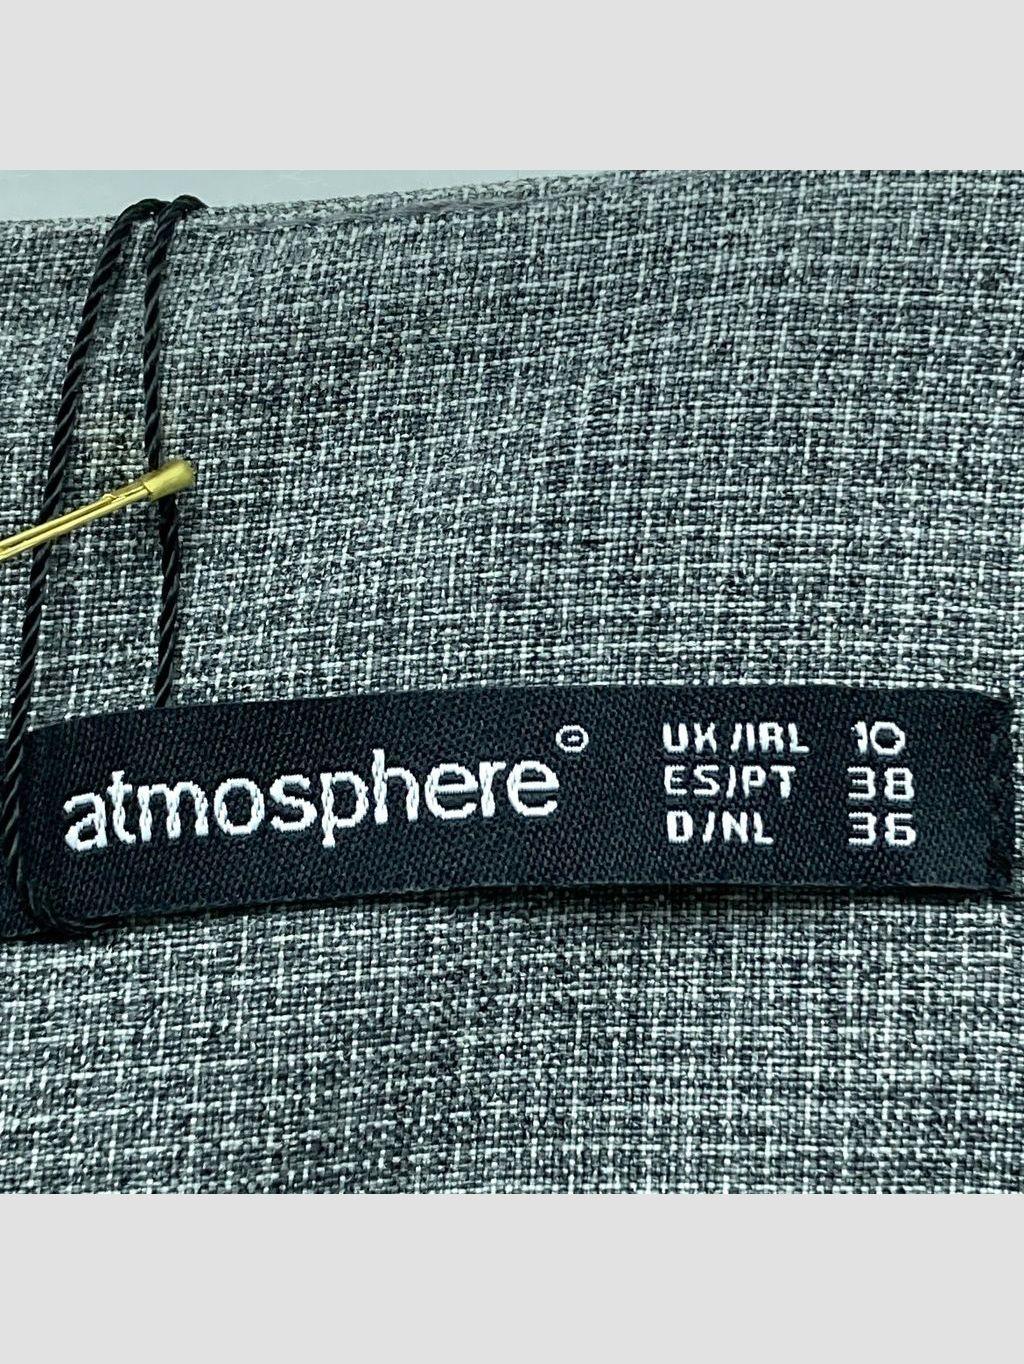 atmosphere
UK/IRL 10
ES/PT 38
D/NL 36